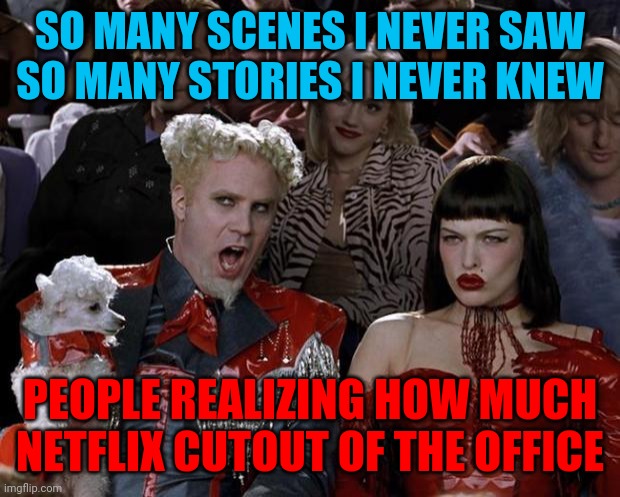 SO MANY SCENES I NEVER SAW
SO MANY STORIES I NEVER KNEW
PEOPLE REALIZING HOW MUCH
NETFLIX CUTOUT OF THE OFFICE
imgflip.com